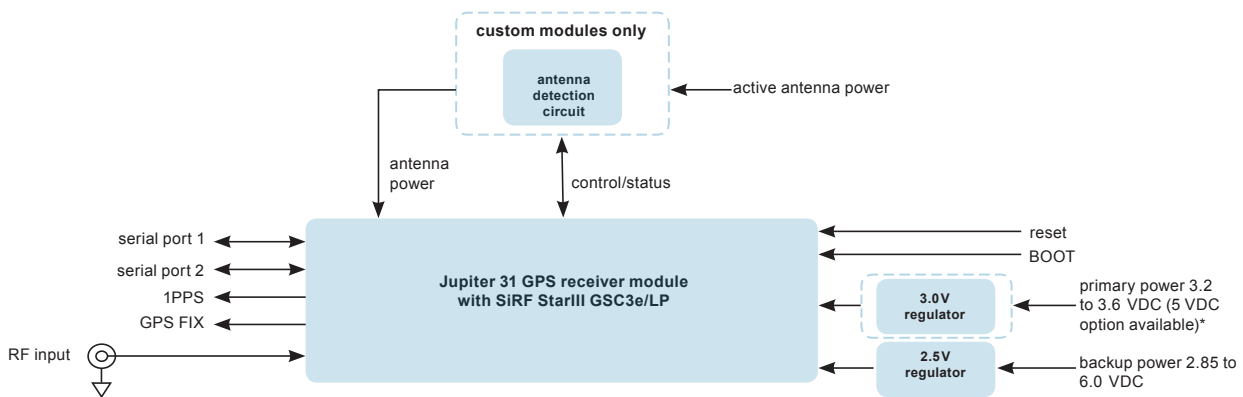 custom modules only
antenna
detection
circuit
active antenna power
antenna
power
control/status
serial port 1
serial port 2
1PPS
GPS FIX
RF input
Jupiter 31 GPS receiver module
with SiRF StarIII GSC3e/LP
reset
BOOT
3.0V
regulator
primary power 3.2
to 3.6 VDC (5 VDC
option available)*
2.5V
regulator
backup power 2.85 to
6.0 VDC